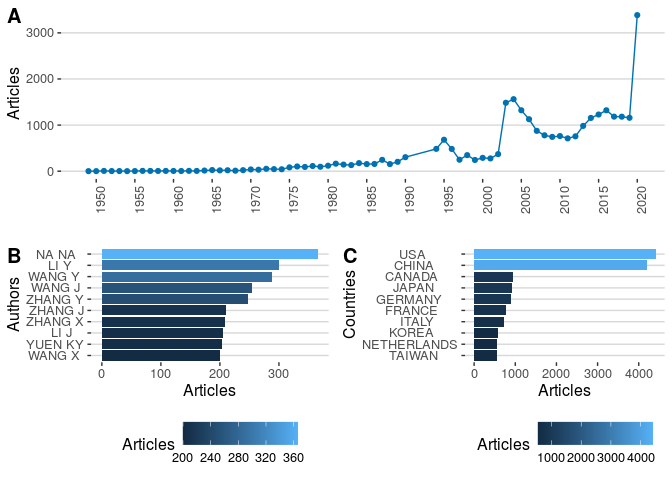 A
Articles
3000
2000
1000
0
1950 1955 1960 1965 1970 1975 1980 1985 1990 1995 2000 2005 2010 2015 2020
B
Authors
NA NA
LI Y
WANG Y
WANG J
ZHANG Y
ZHANG J
ZHANG X
LI J
YUEN KY
WANG X
0 100 200 300
Articles
Articles
200 240 280 320 360
C
Countries
USA
CHINA
CANADA
JAPAN
GERMANY
FRANCE
ITALY
KOREA
NETHERLANDS
TAIWAN
0 1000 2000 3000 4000
Articles
Articles
1000 2000 3000 4000